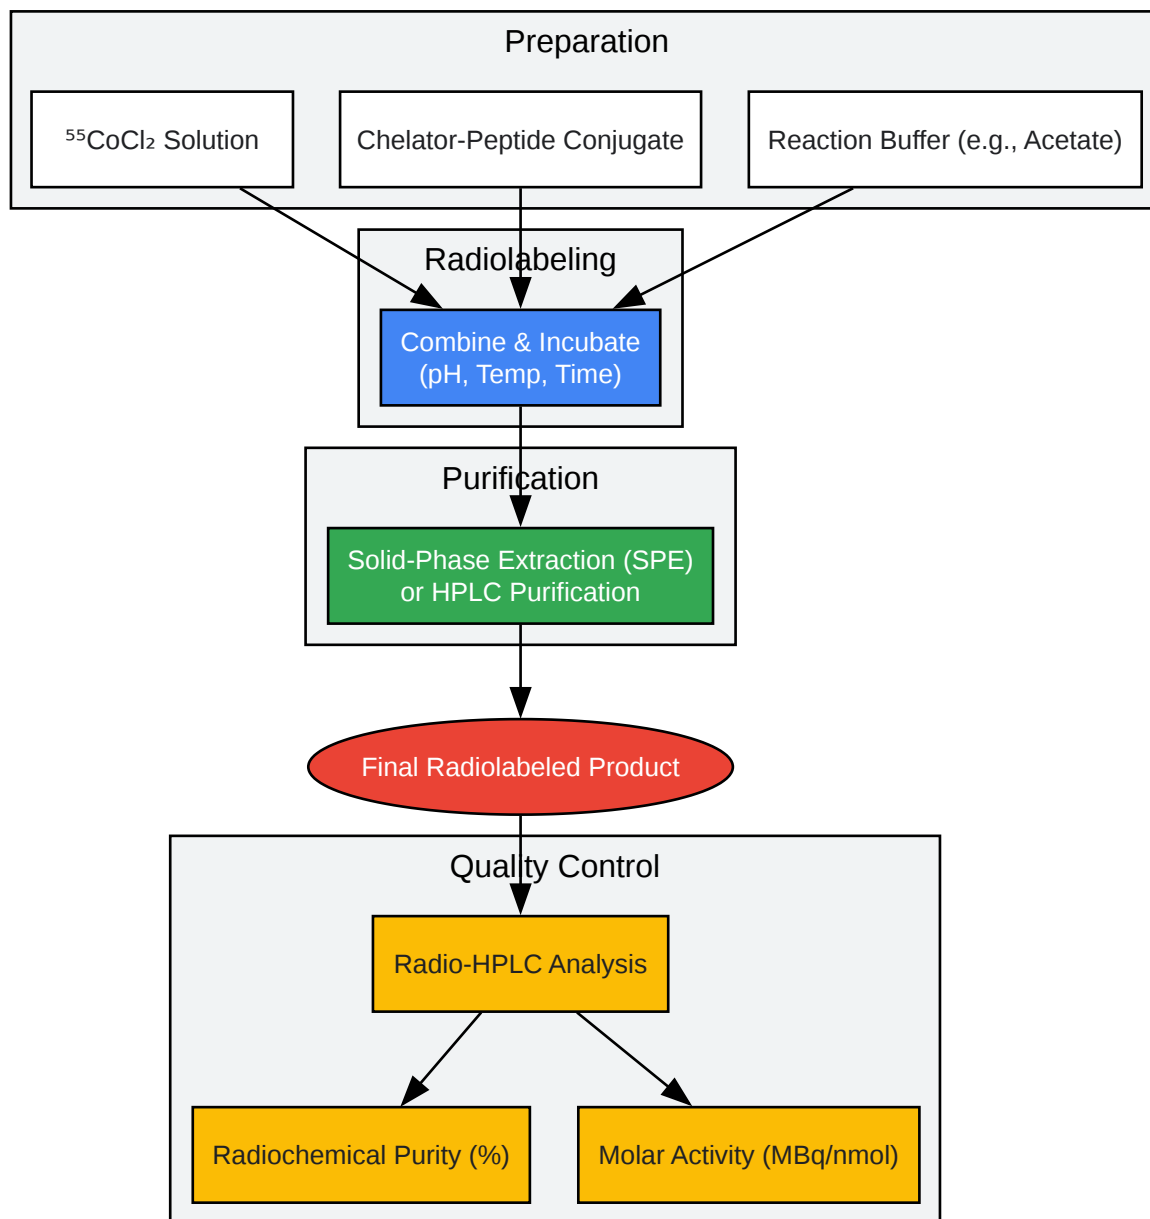 Preparation
⁵⁵CoCl₂ Solution
Chelator-Peptide Conjugate
Reaction Buffer (e.g., Acetate)
Radiolabeling
Combine & Incubate
(pH, Temp, Time)
Purification
Solid-Phase Extraction (SPE)
or HPLC Purification
Final Radiolabeled Product
Quality Control
Radio-HPLC Analysis
Radiochemical Purity (%)
Molar Activity (MBq/nmol)